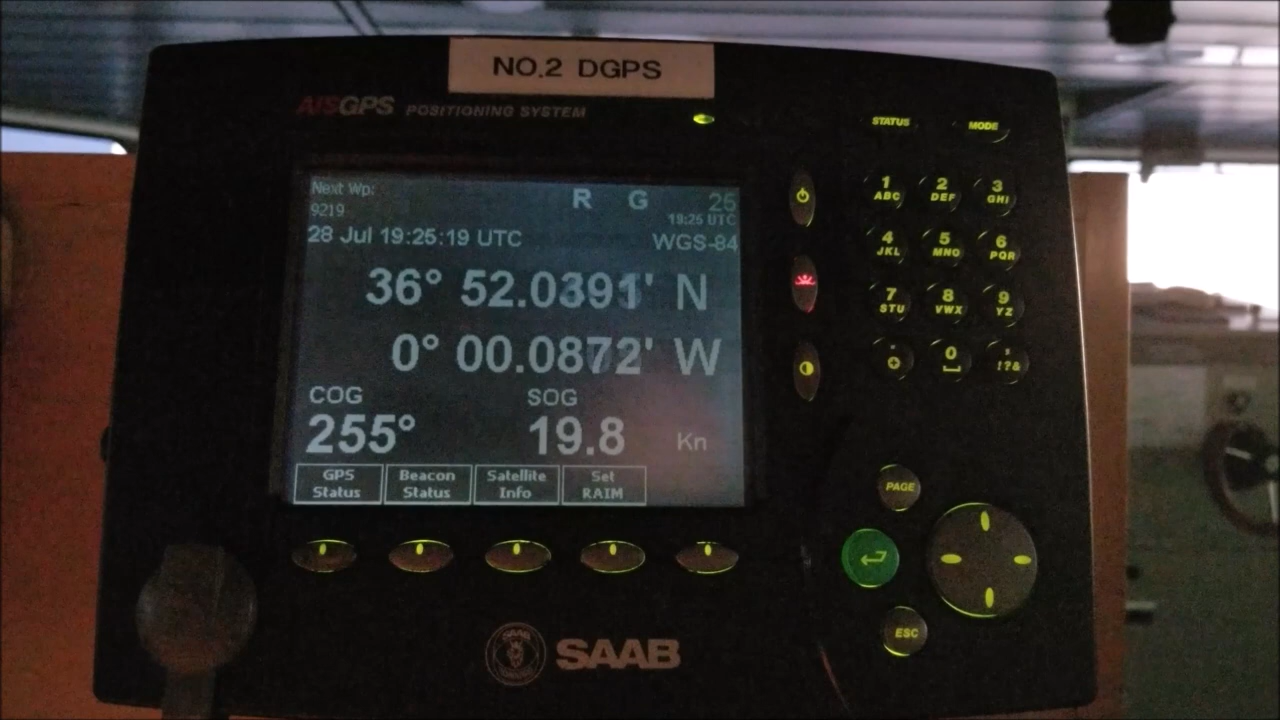 NO.2 DGPS
AISGPS POSITIONING SYSTEM
STATUS MODE
Next Wp:
9219
R G 25
19:25 UTC
28 Jul 19:25:19 UTC WGS-84
36° 52.0391' N
0° 00.0872' W
COG SOG
255° 19.8 Kn
GPS Status
Beacon Status
Satellite Info
Set RAIM
1 ABC
2 DEF
3 GHI
4 JKL
5 MNO
6 PQR
7 STU
8 VWX
9 YZ
0
!?&
PAGE
ESC
SAAB